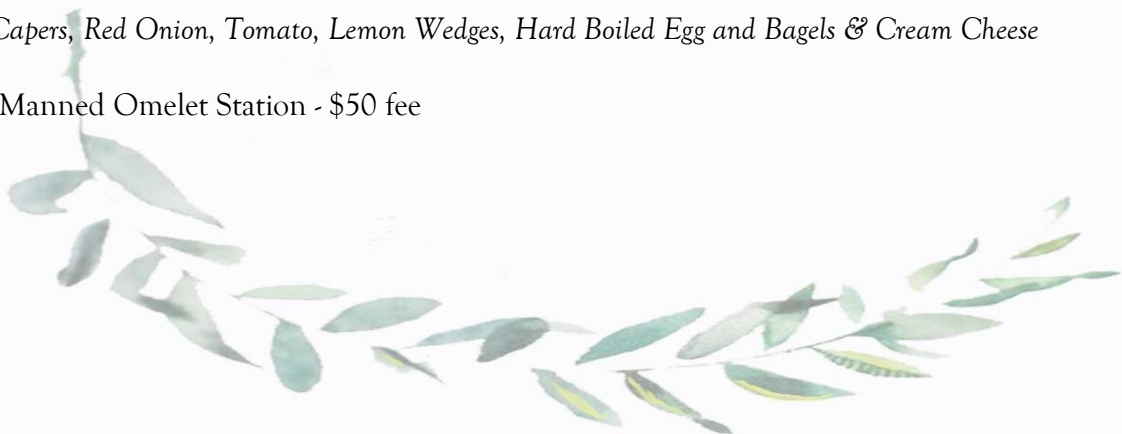 Capers, Red Onion, Tomato, Lemon Wedges, Hard Boiled Egg and Bagels & Cream Cheese
Manned Omelet Station - $50 fee